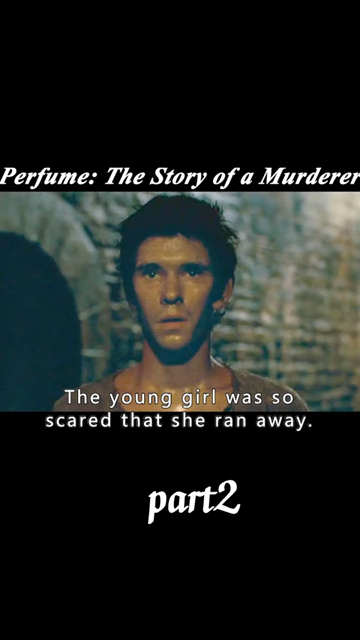 Perfume: The Story of a Murderer
The young girl was so
scared that she ran away.
part2